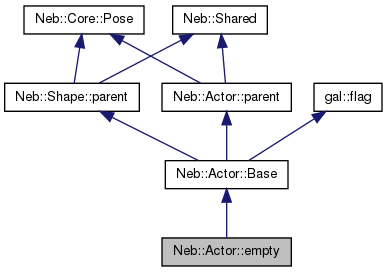 Neb::Core::Pose
Neb::Shared
Neb::Shape::parent
Neb::Actor::parent
gal::flag
Neb::Actor::Base
Neb::Actor::empty